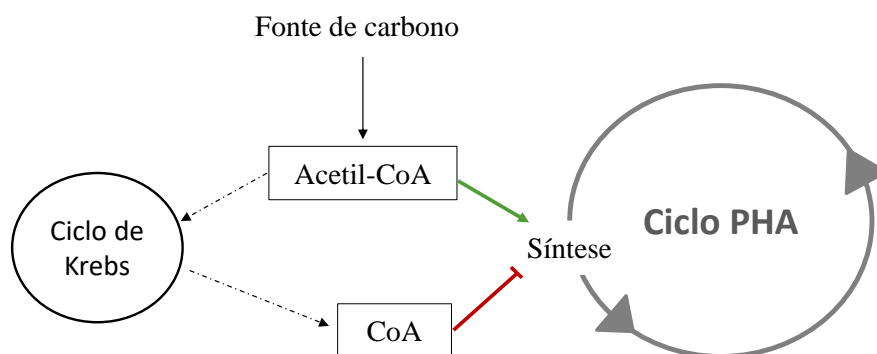 Fonte de carbono
Acetil-CoA
Ciclo de
Krebs
Síntese
Ciclo PHA
CoA